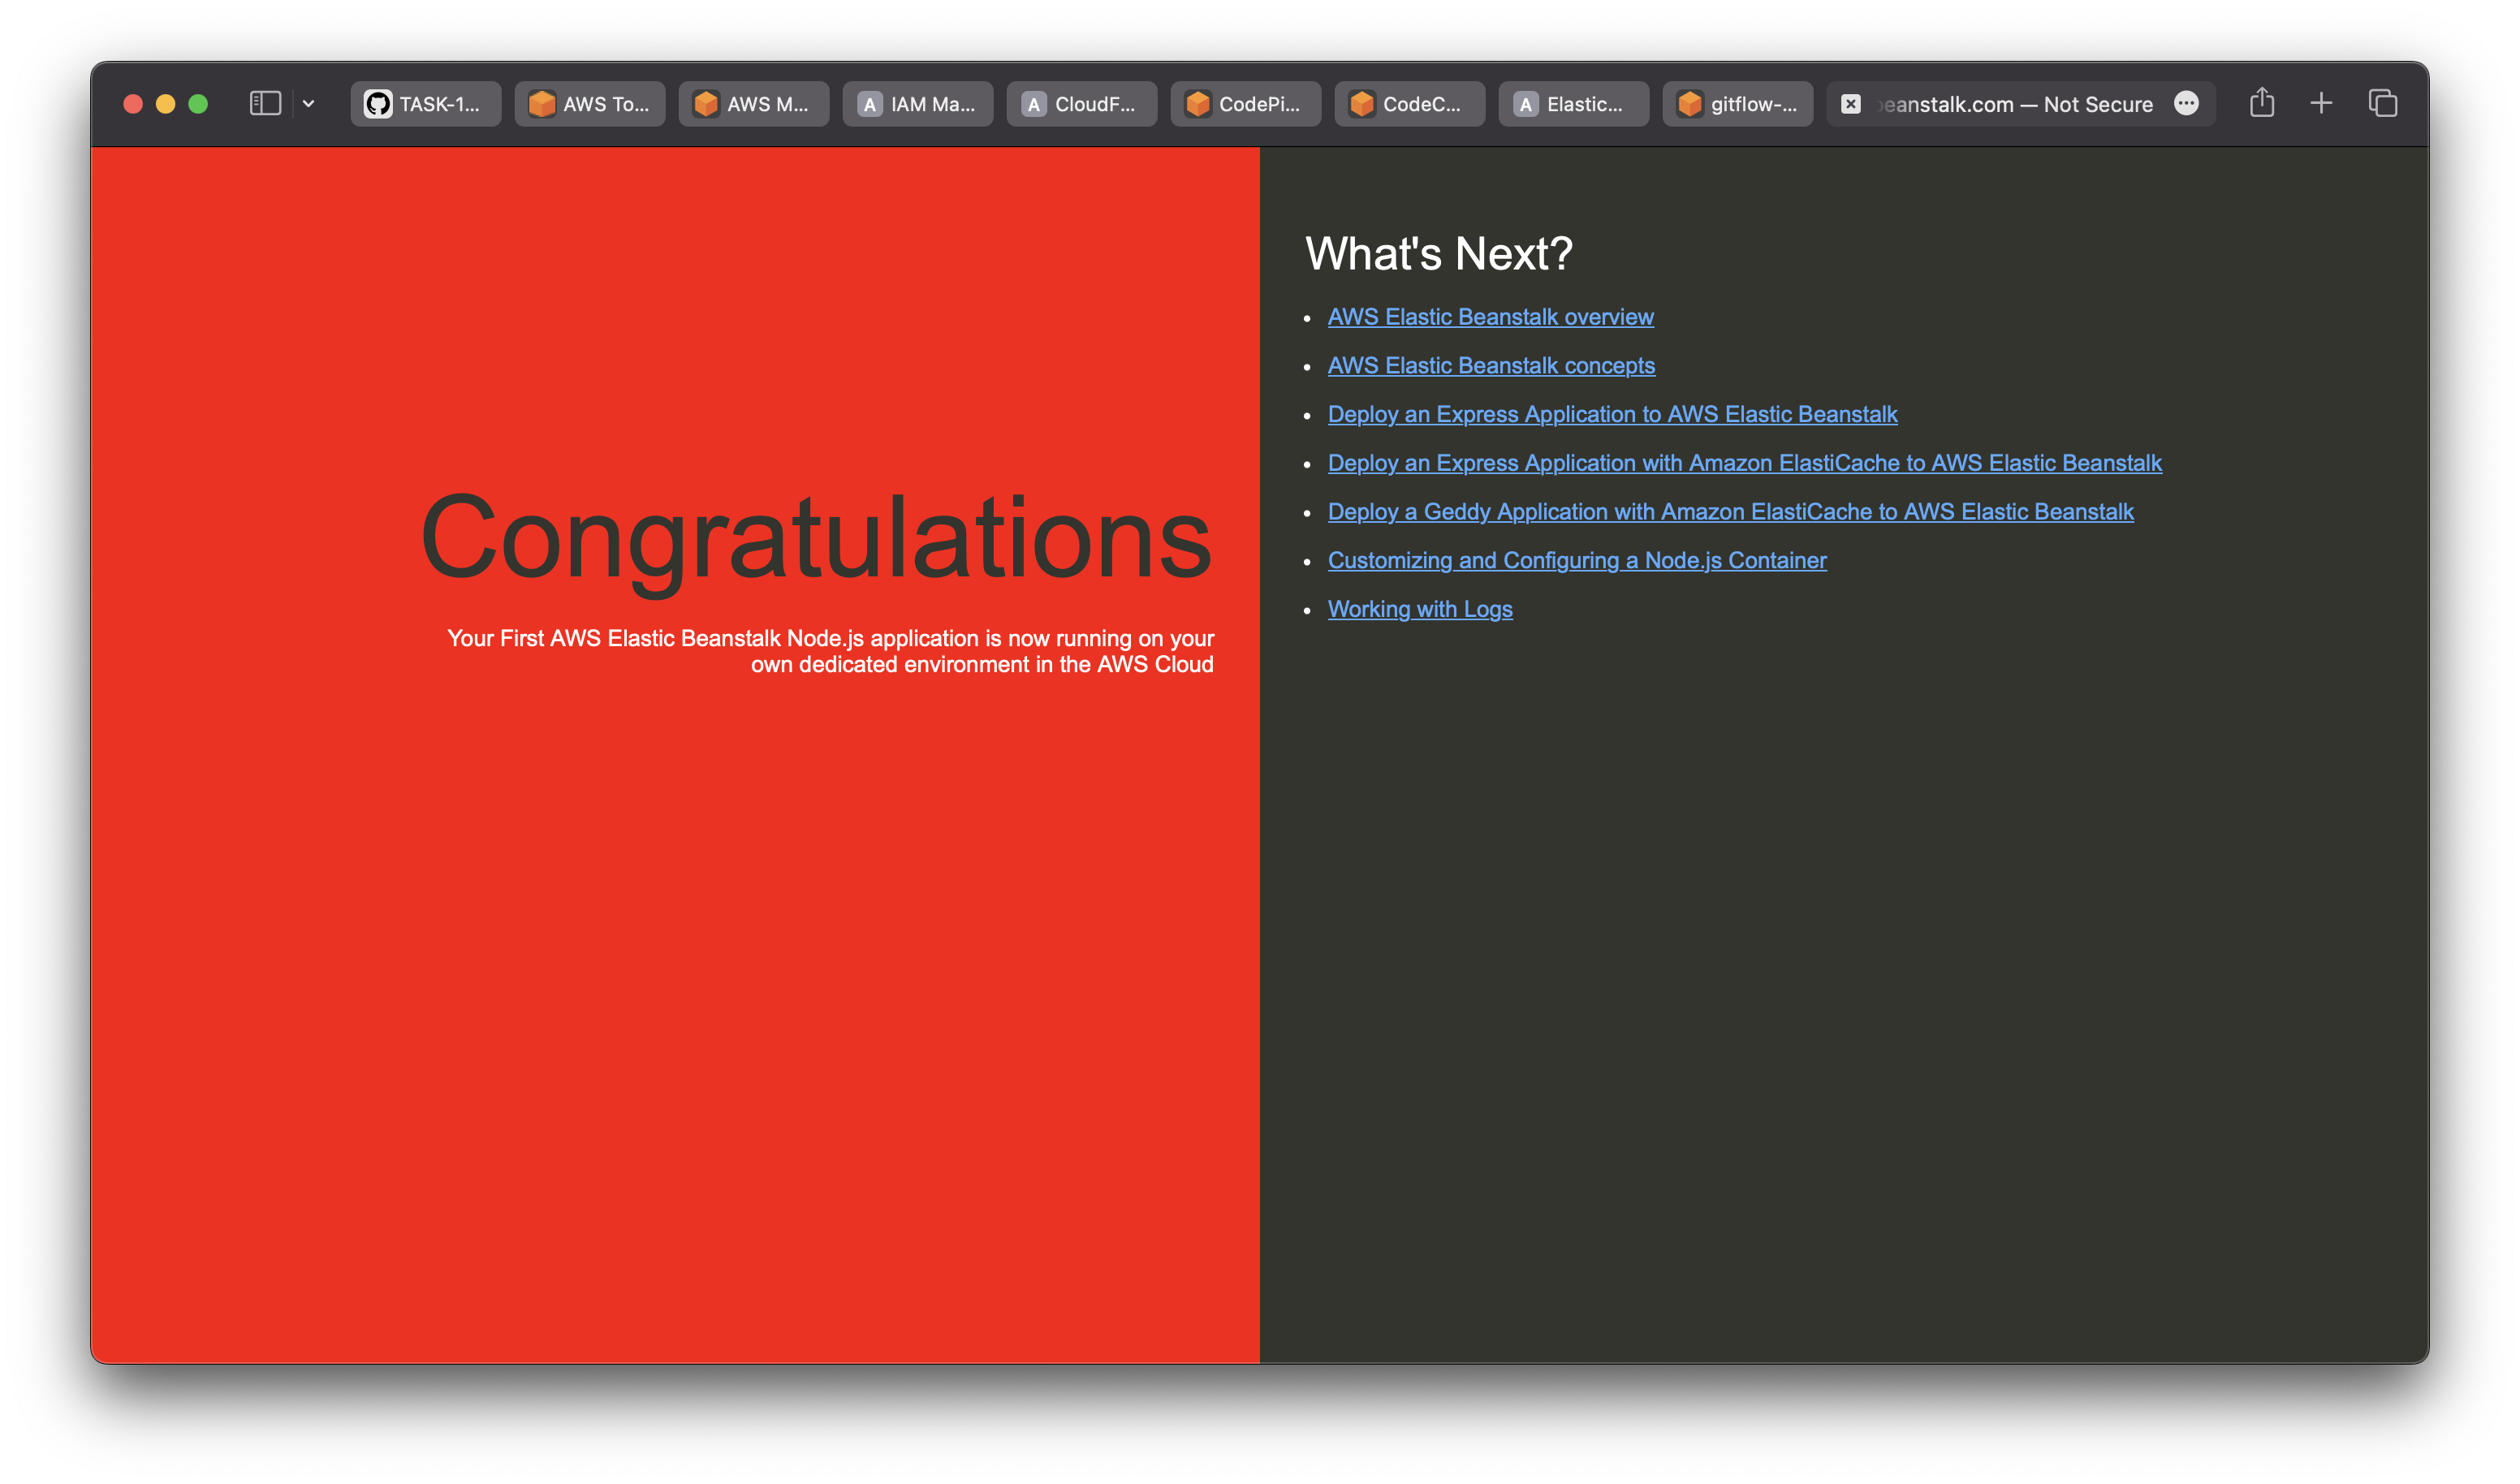 TASK-1...
AWS To...
AWS M...
A IAM Ma...
A CloudF...
CodePi...
CodeC...
A Elastic...
gitflow-...
eanstalk.com — Not Secure
What's Next?
• AWS Elastic Beanstalk overview
• AWS Elastic Beanstalk concepts
• Deploy an Express Application to AWS Elastic Beanstalk
• Deploy an Express Application with Amazon ElastiCache to AWS Elastic Beanstalk
• Deploy a Geddy Application with Amazon ElastiCache to AWS Elastic Beanstalk
• Customizing and Configuring a Node.js Container
• Working with Logs
Congratulations
Your First AWS Elastic Beanstalk Node.js application is now running on your
own dedicated environment in the AWS Cloud